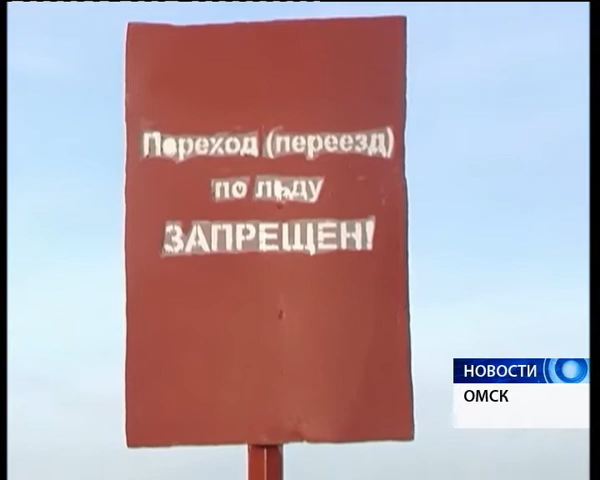 Переход (переезд)
по льду
ЗАПРЕЩЕН!
НОВОСТИ
ОМСК